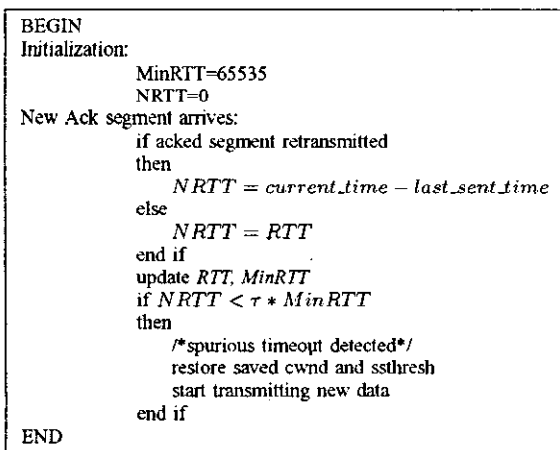 BEGIN
Initialization:
MinRTT=65535
NRTT=0
New Ack segment arrives:
if acked segment retransmitted
then
NRTT = current_time − last_sent_time
else
NRTT = RTT
end if
update RTT, MinRTT
if NRTT < τ * MinRTT
then
/*spurious timeout detected*/
restore saved cwnd and ssthresh
start transmitting new data
end if
END